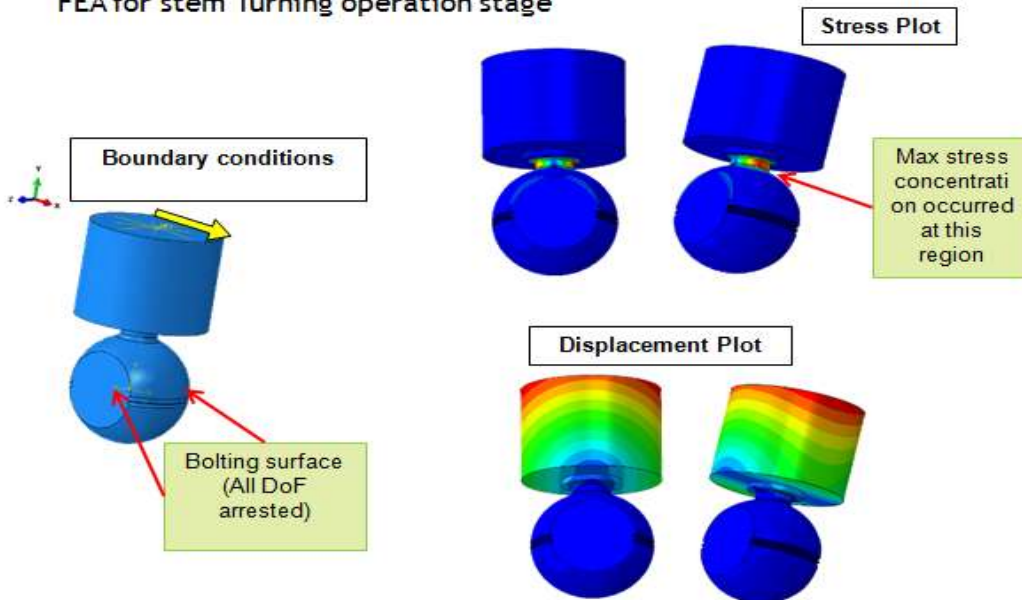 FEA for stem Turning operation stage
Stress Plot
Boundary conditions
Max stress
concentrati
on occurred
at this
region
Y
Z
X
Displacement Plot
Bolting surface
(All DoF
arrested)